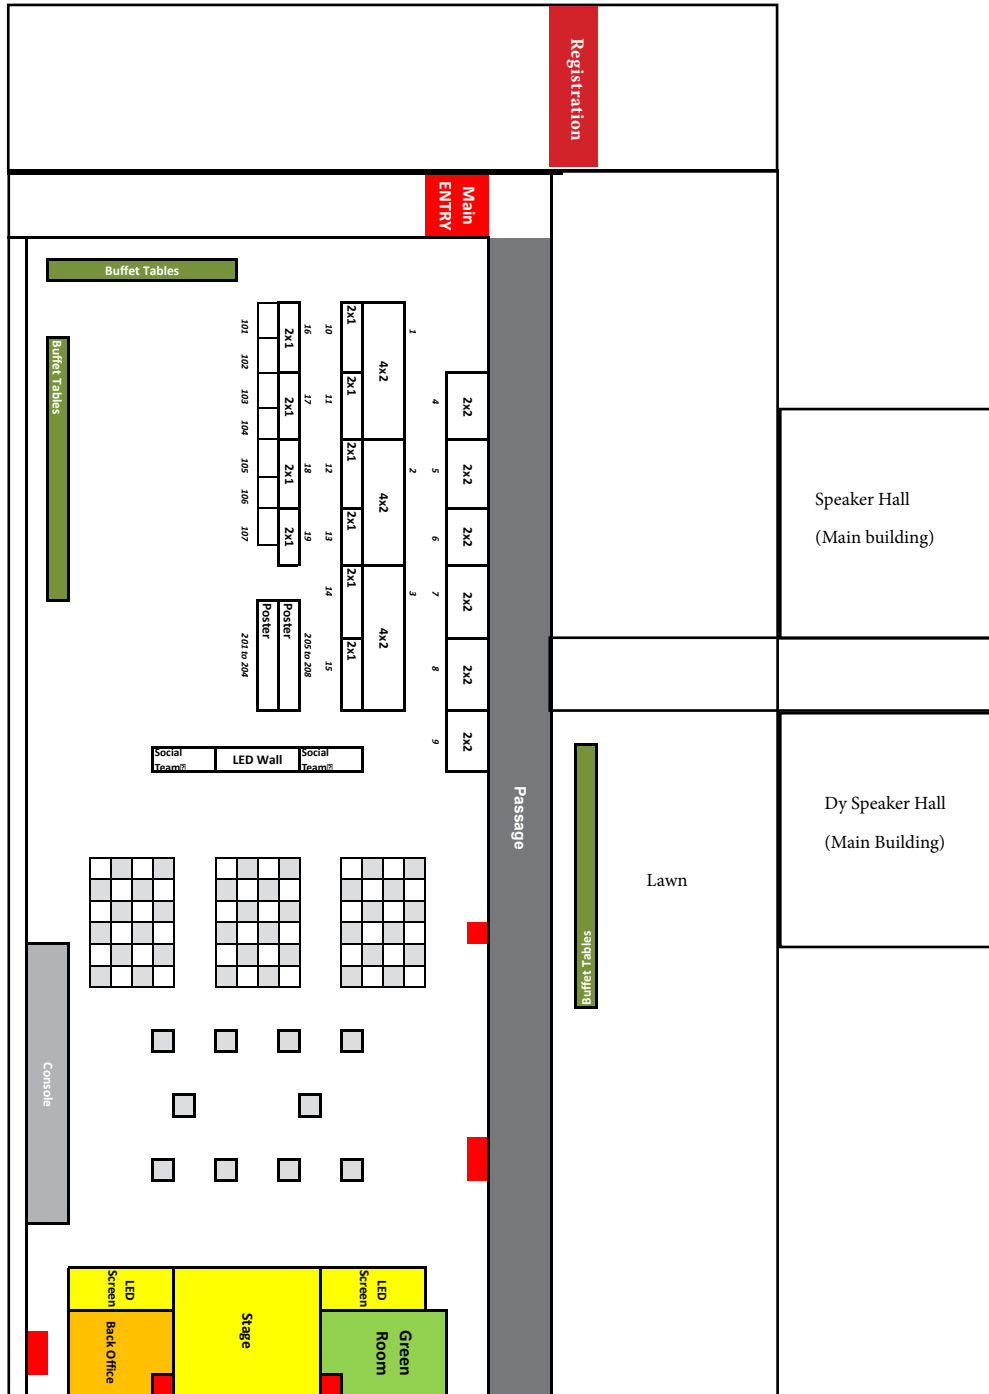 Registration
Main
ENTRY
Buffet Tables
Buffet Tables
101
102
103
104
105
106
107
2x1
2x1
2x1
2x1
16
17
18
19
10
11
12
13
14
15
2x1
2x1
2x1
2x1
2x1
2x1
4x2
4x2
4x2
1
2
3
4
5
6
7
8
9
2x2
2x2
2x2
2x2
2x2
2x2
Poster
Poster
201 to 204
205 to 208
Social
Team
LED Wall
Social
Team
Passage
Speaker Hall
(Main building)
Dy Speaker Hall
(Main Building)
Lawn
Buffet Tables
Console
LED
Screen
Stage
LED
Screen
Back Office
Green
Room